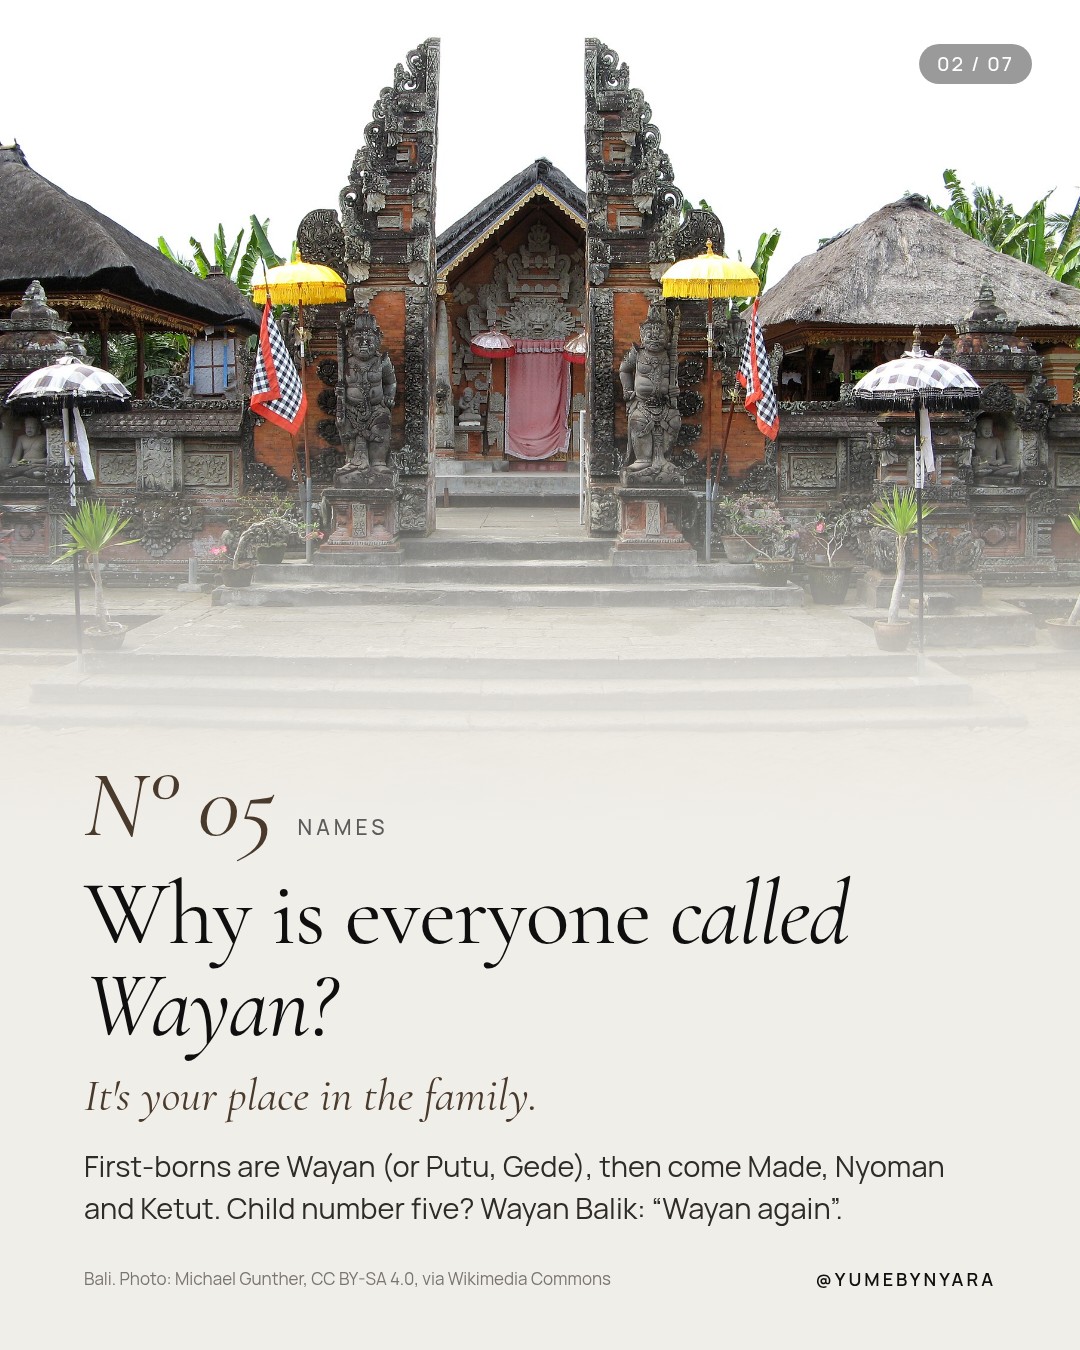 02 / 07
Nº 05 NAMES
Why is everyone called
Wayan?
It's your place in the family.
First-borns are Wayan (or Putu, Gede), then come Made, Nyoman
and Ketut. Child number five? Wayan Balik: “Wayan again”.
Bali. Photo: Michael Gunther, CC BY-SA 4.0, via Wikimedia Commons
@YUMEBYNYARA